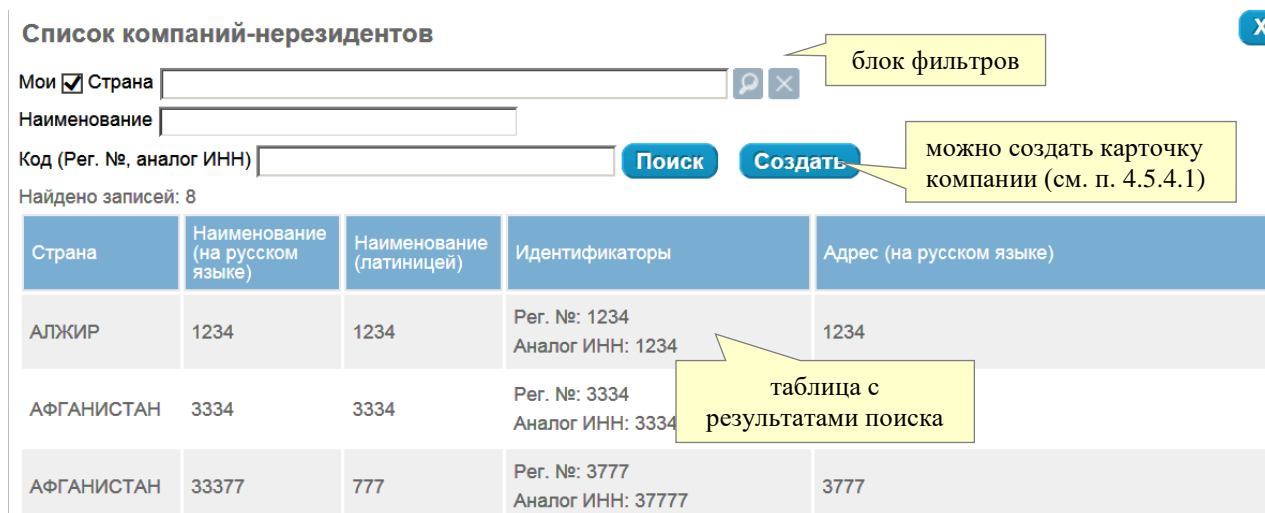 Список компаний-нерезидентов
X
блок фильтров
Мои Страна
Наименование
Код (Рег. №, аналог ИНН) Поиск Создать
можно создать карточку
компании (см. п. 4.5.4.1)
Найдено записей: 8
Страна
Наименование
(на русском
языке)
Наименование
(латиницей)
Идентификаторы
Адрес (на русском языке)
АЛЖИР
1234
1234
Рег. №: 1234
Аналог ИНН: 1234
1234
таблица с
результатами поиска
АФГАНИСТАН
3334
3334
Рег. №: 3334
Аналог ИНН: 3334
АФГАНИСТАН
33377
777
Рег. №: 3777
Аналог ИНН: 37777
3777